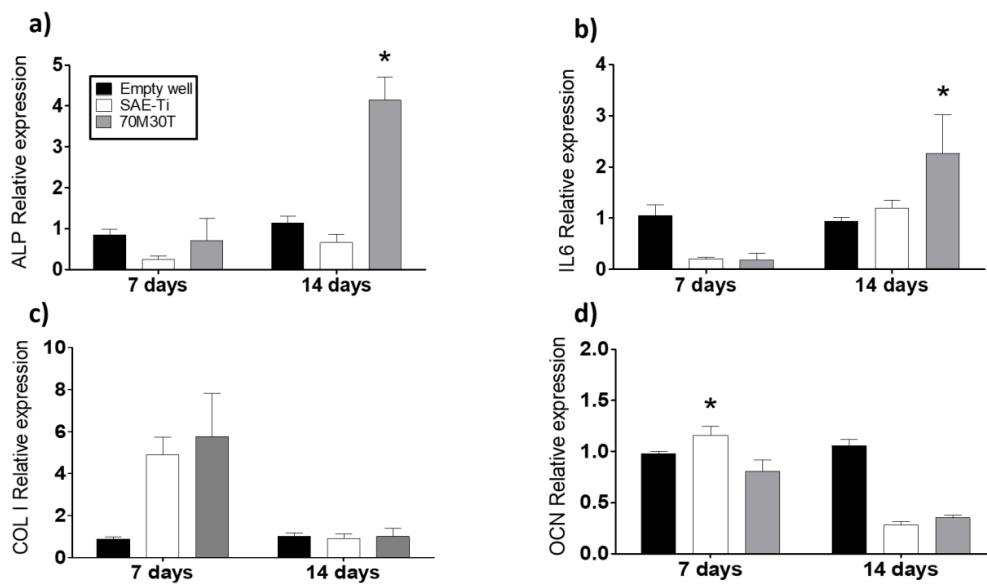 a)
ALP Relative expression
5
4
3
2
1
0
Empty well
SAE-Ti
70M30T
*
7 days
14 days
b)
IL6 Relative expression
4
3
2
1
0
*
7 days
14 days
c)
COL I Relative expression
10
8
6
4
2
0
7 days
14 days
d)
OCN Relative expression
2.0
1.5
1.0
0.5
0.0
*
7 days
14 days